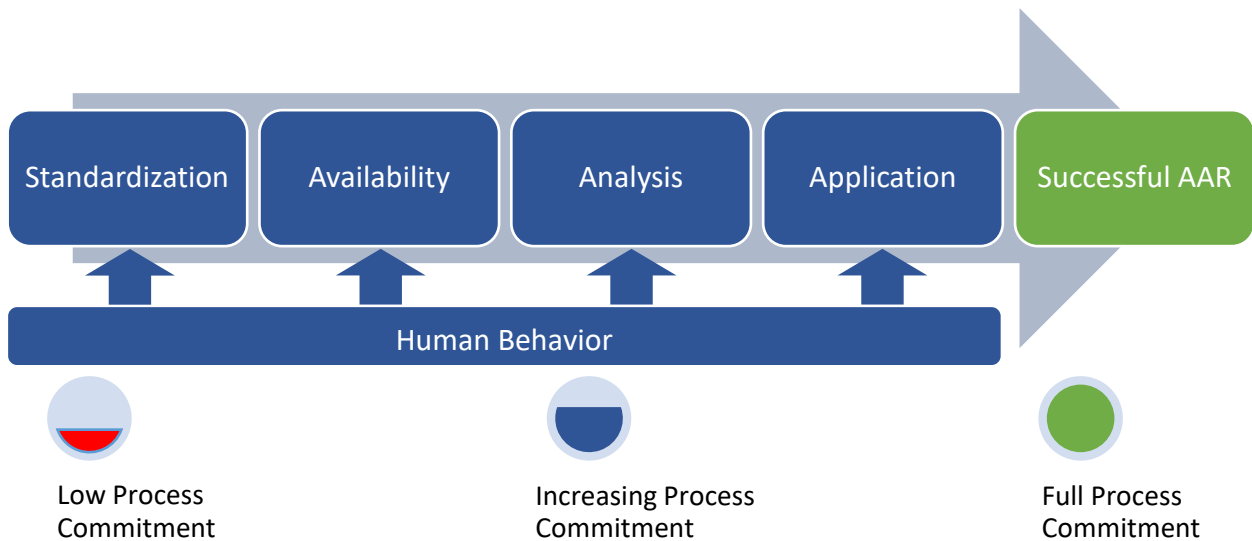 Standardization
Availability
Analysis
Application
Successful AAR
Human Behavior
Low Process
Commitment
Increasing Process
Commitment
Full Process
Commitment